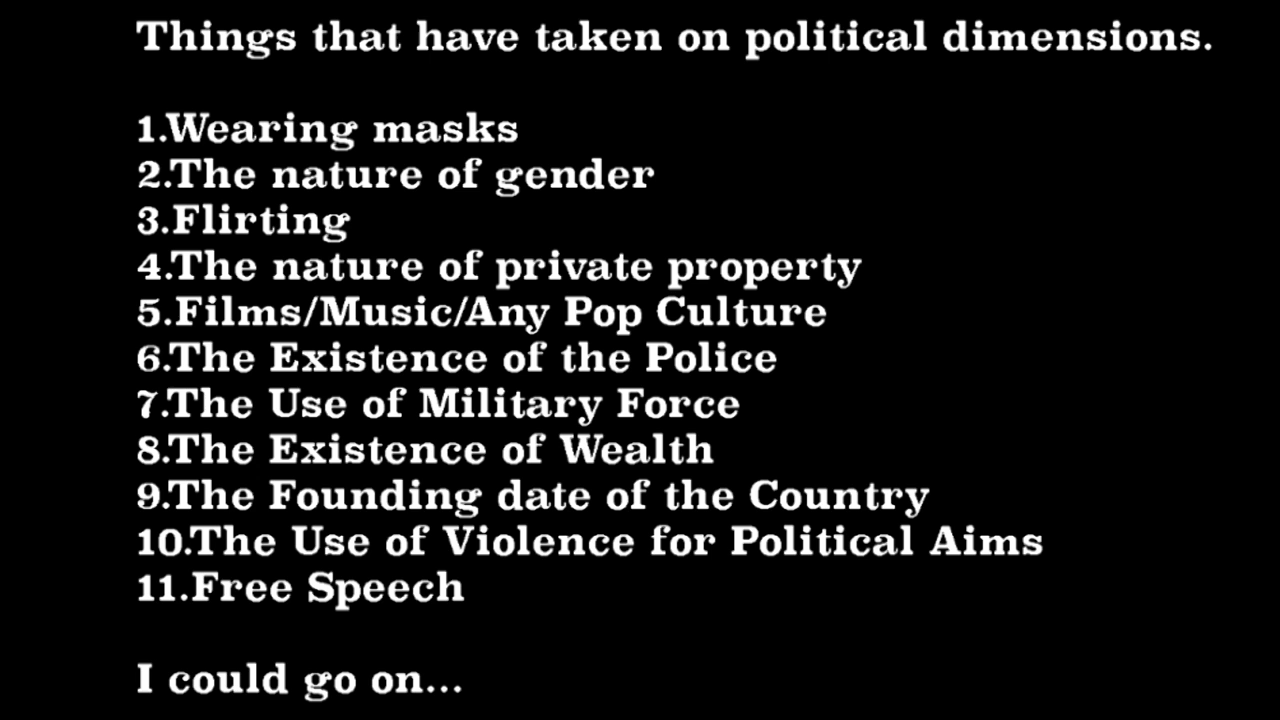 Things that have taken on political dimensions.
1.Wearing masks
2.The nature of gender
3.Flirting
4.The nature of private property
5.Films/Music/Any Pop Culture
6.The Existence of the Police
7.The Use of Military Force
8.The Existence of Wealth
9.The Founding date of the Country
10.The Use of Violence for Political Aims
11.Free Speech
I could go on...